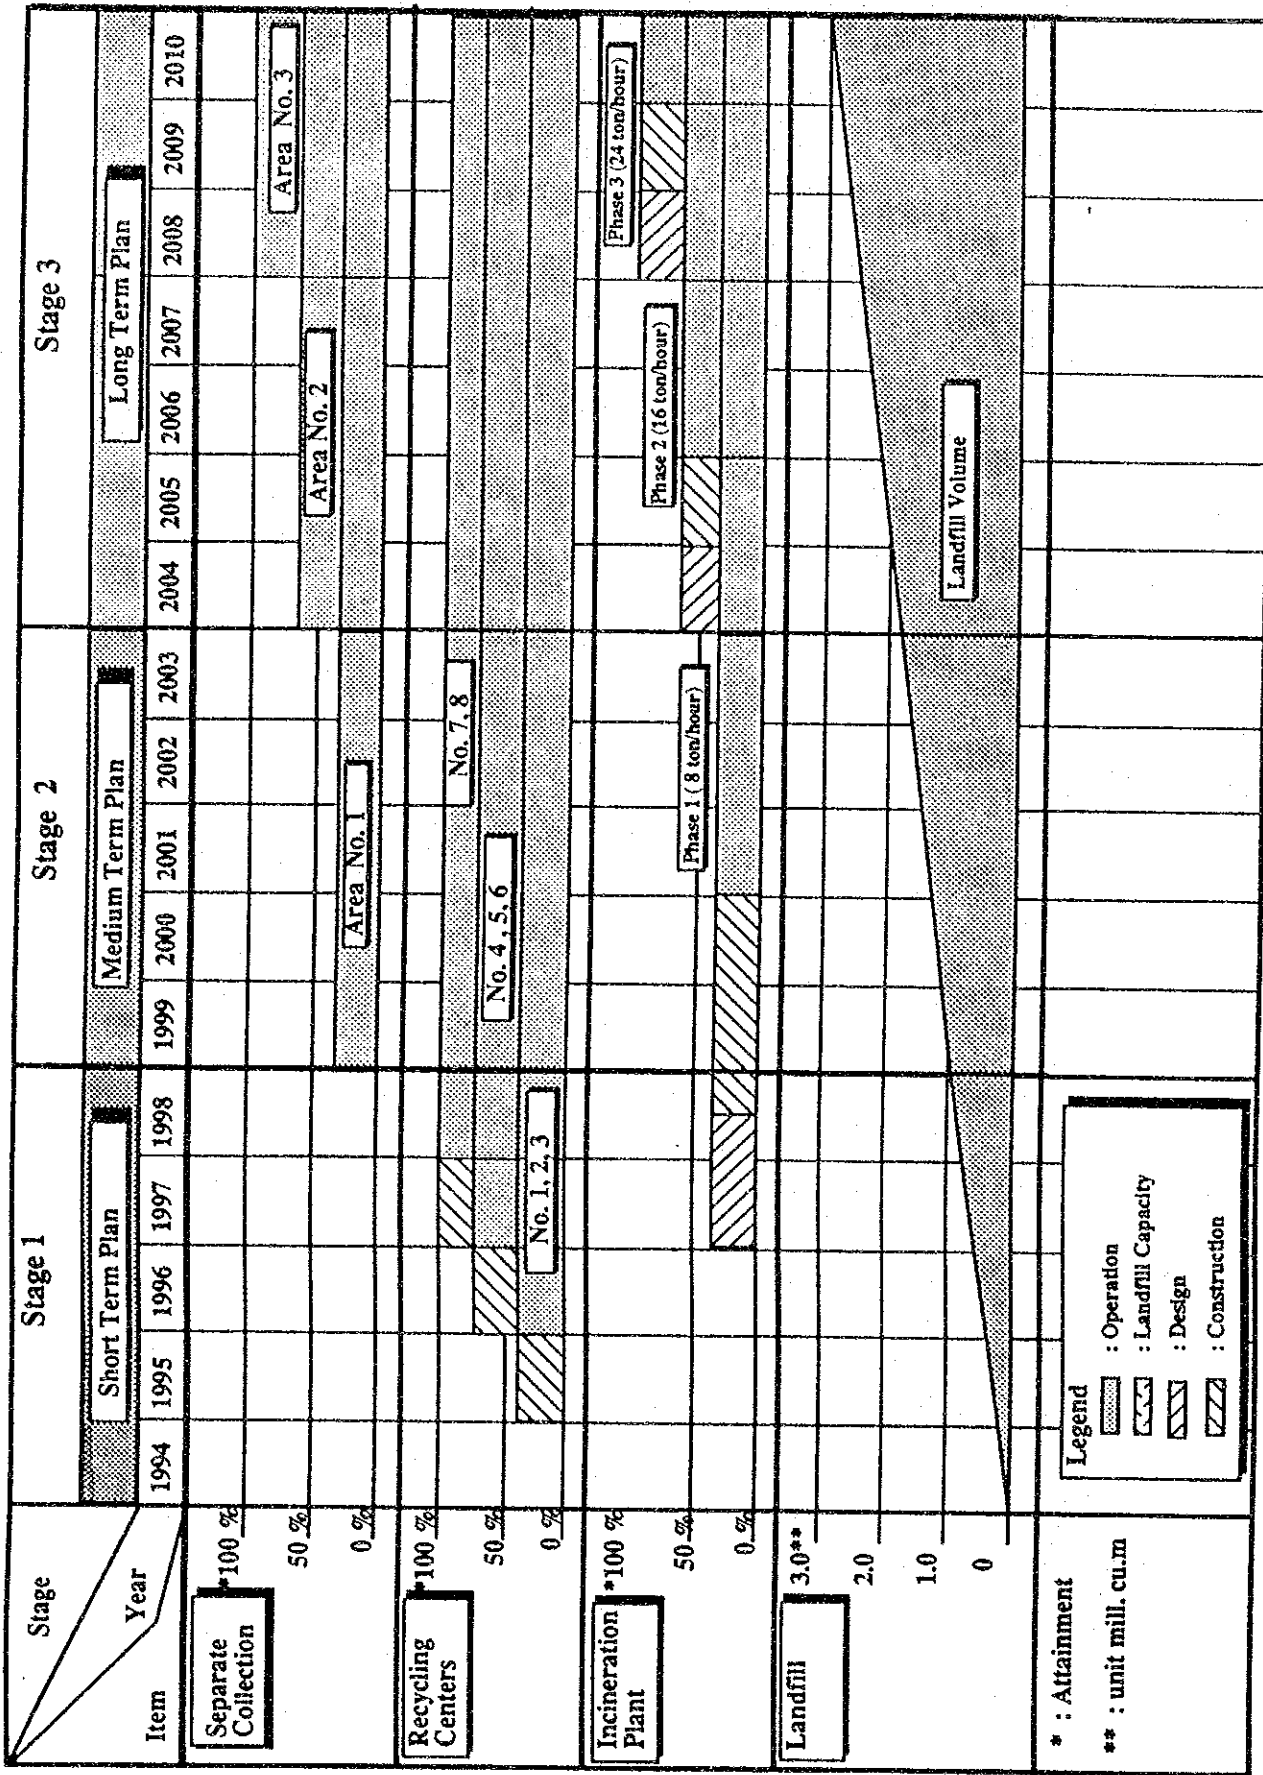 Stage
Year
Item
Stage 1
Stage 2
Stage 3
Short Term Plan
Medium Term Plan
Long Term Plan
1994 1995 1996 1997 1998 1999 2000 2001 2002 2003 2004 2005 2006 2007 2008 2009 2010
Separate
Collection
*100 %
50 %
0 %
Area No. 1
Area No. 2
Area No. 3
Recycling
Centers
*100 %
50 %
0 %
No. 1, 2, 3
No. 4, 5, 6
No. 7, 8
Incineration
Plant
*100 %
50 %
0 %
Phase 1 ( 8 ton/hour)
Phase 2 (16 ton/hour)
Phase 3 (24 ton/hour)
Landfill
3.0**
2.0
1.0
0
Landfill Volume
* : Attainment
** : unit mill. cu.m
Legend
: Operation
: Landfill Capacity
: Design
: Construction